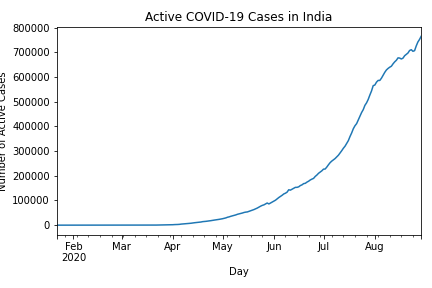 Active COVID-19 Cases in India
Number of Active Cases
800000
700000
600000
500000
400000
300000
200000
100000
0
Feb
2020
Mar
Apr
May
Jun
Jul
Aug
Day